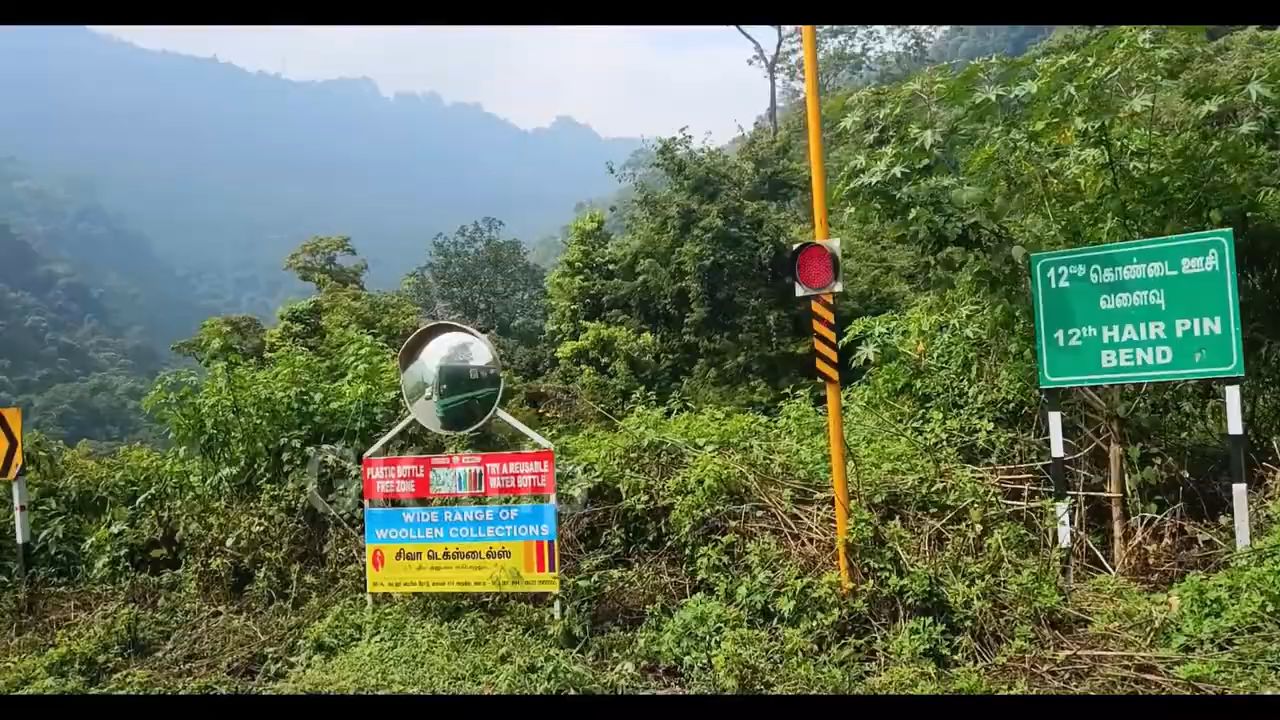 PLASTIC BOTTLE
FREE ZONE
TRY A REUSABLE
WATER BOTTLE
WIDE RANGE OF
WOOLLEN COLLECTIONS
சிவா டெக்ஸ்டைல்ஸ்
12வது கொண்டை ஊசி
வளைவு
12th HAIR PIN
BEND